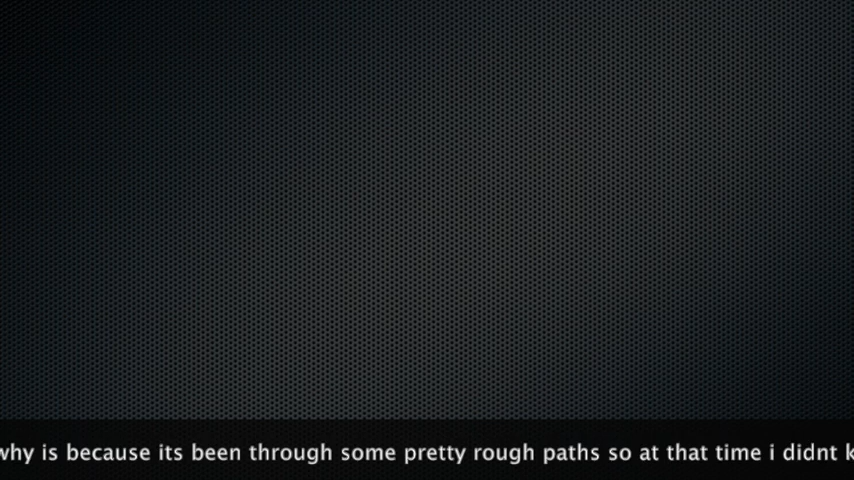 why is because its been through some pretty rough paths so at that time i didnt k